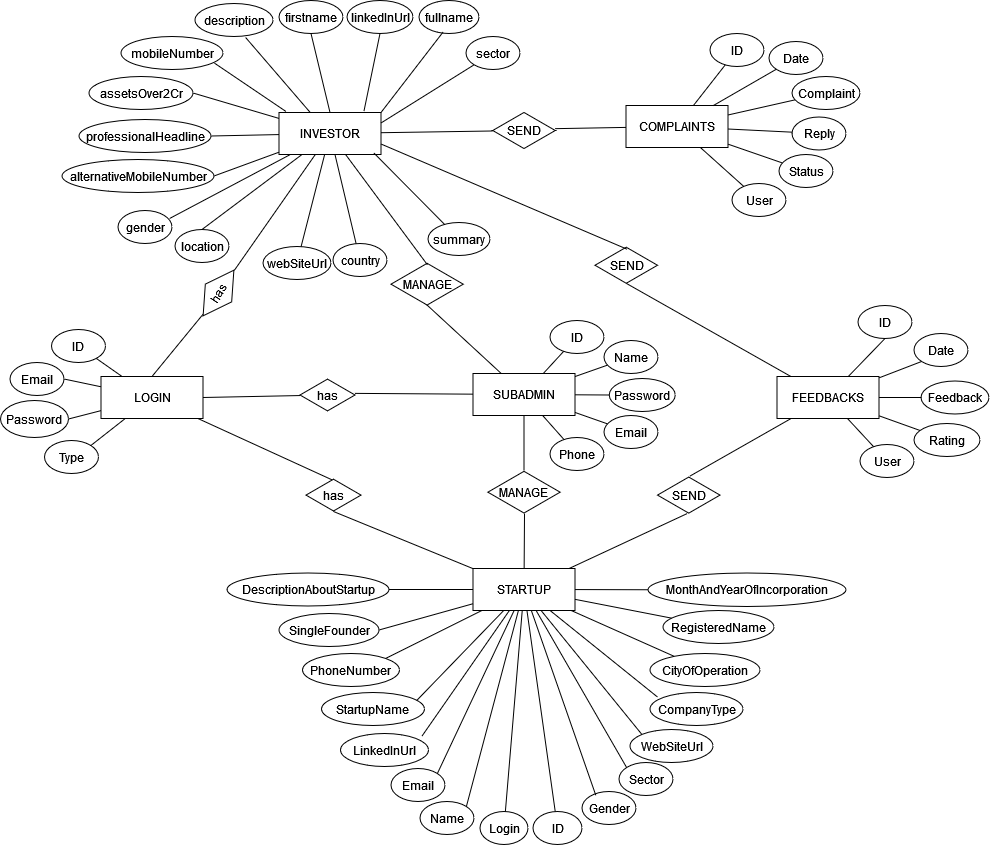 description
firstname
linkedInUrl
fullname
mobileNumber
sector
assetsOver2Cr
professionalHeadline
INVESTOR
SEND
COMPLAINTS
ID
Date
Complaint
Reply
Status
User
alternativeMobileNumber
gender
location
webSiteUrl
country
summary
has
MANAGE
SEND
ID
Email
Password
Type
LOGIN
has
SUBADMIN
ID
Name
Password
Email
Phone
FEEDBACKS
ID
Date
Feedback
Rating
User
has
MANAGE
SEND
STARTUP
DescriptionAboutStartup
MonthAndYearOfIncorporation
SingleFounder
RegisteredName
PhoneNumber
CityOfOperation
StartupName
CompanyType
LinkedInUrl
WebSiteUrl
Email
Sector
Name
Gender
Login
ID